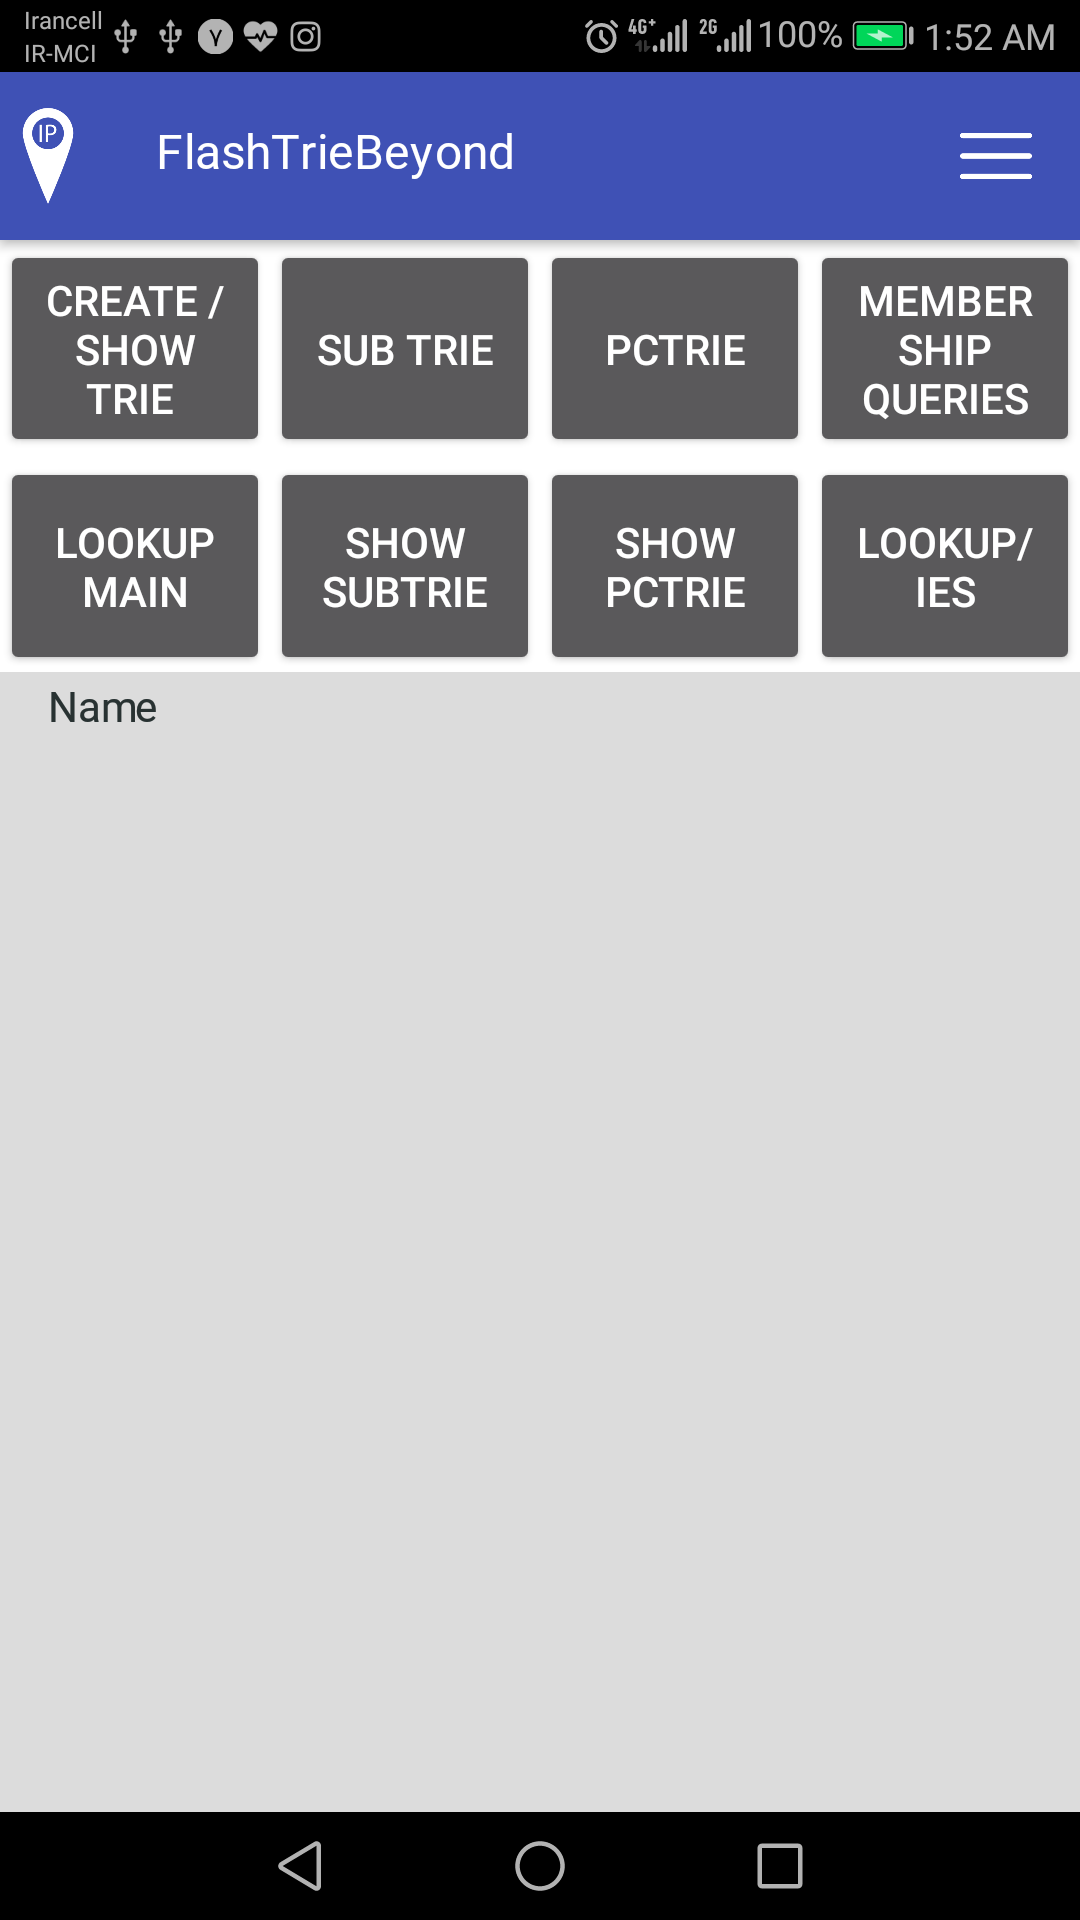 Irancell
IR-MCI
4G+
2G
100%
1:52 AM
IP
FlashTrieBeyond
CREATE /
SHOW
TRIE
SUB TRIE
PCTRIE
MEMBER
SHIP
QUERIES
LOOKUP
MAIN
SHOW
SUBTRIE
SHOW
PCTRIE
LOOKUP/
IES
Name